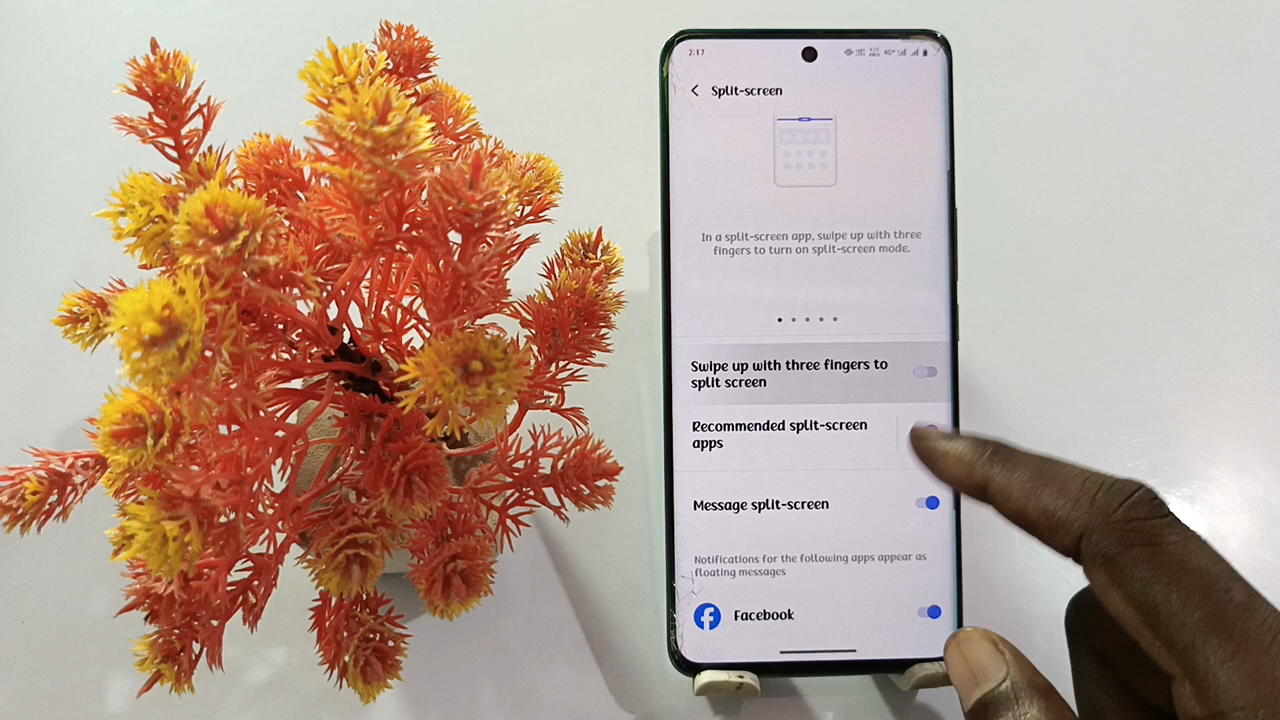 2:17
Split-screen
In a split-screen app, swipe up with three
fingers to turn on split-screen mode.
Swipe up with three fingers to
split screen
Recommended split-screen
apps
Message split-screen
Notifications for the following apps appear as
floating messages
Facebook